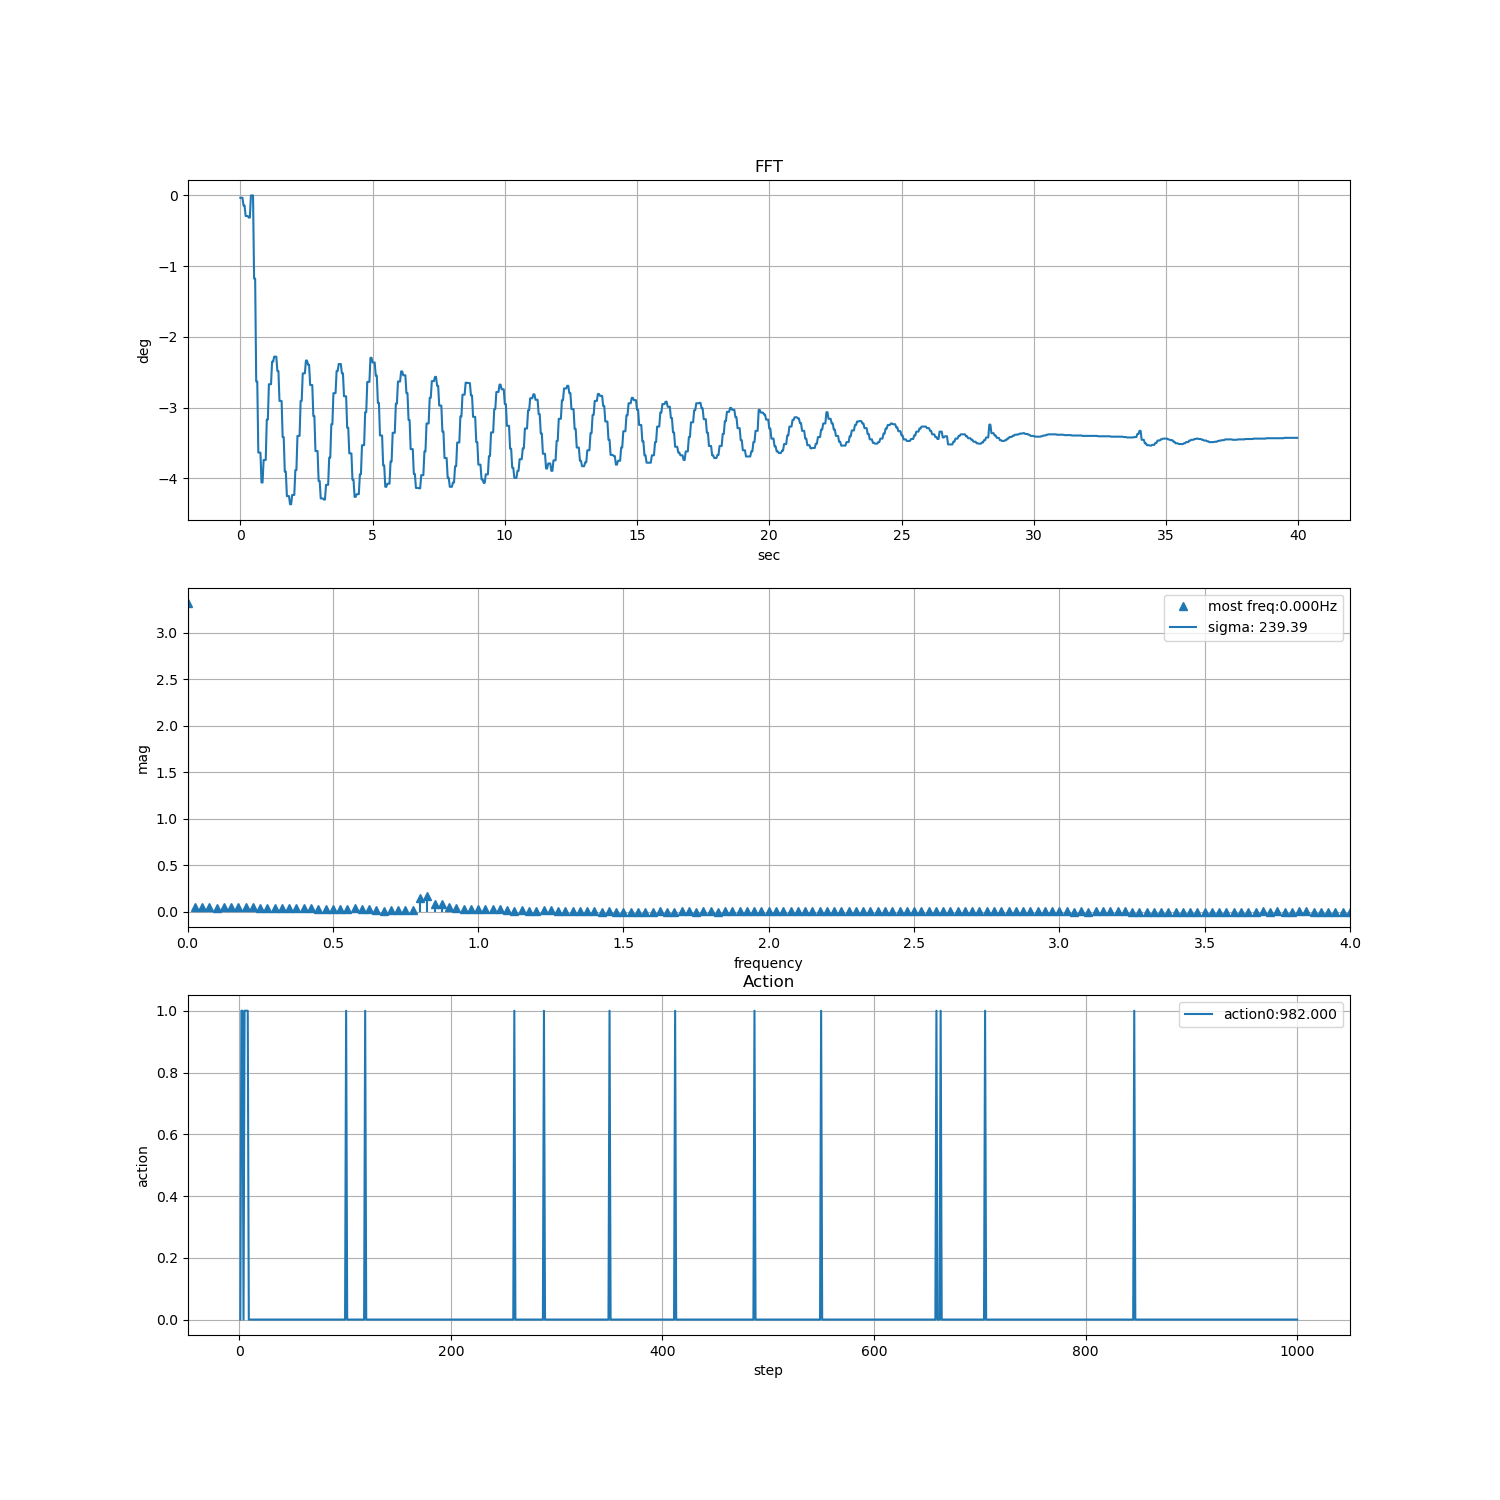 FFT
0
−1
−2
−3
−4
deg
0 5 10 15 20 25 30 35 40
sec
most freq:0.000Hz
sigma: 239.39
3.0
2.5
2.0
1.5
1.0
0.5
0.0
mag
0.0 0.5 1.0 1.5 2.0 2.5 3.0 3.5 4.0
frequency
Action
action0:982.000
1.0
0.8
0.6
0.4
0.2
0.0
action
0 200 400 600 800 1000
step